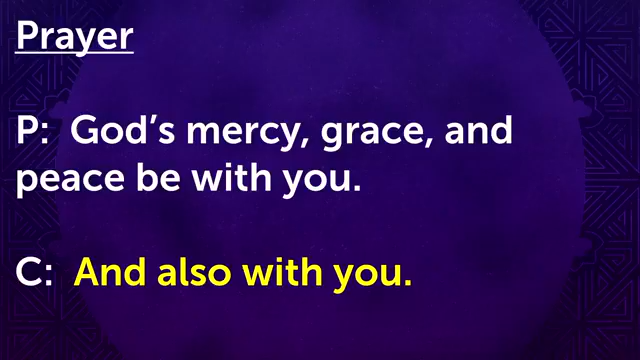 Prayer
P: God’s mercy, grace, and
peace be with you.
C: And also with you.